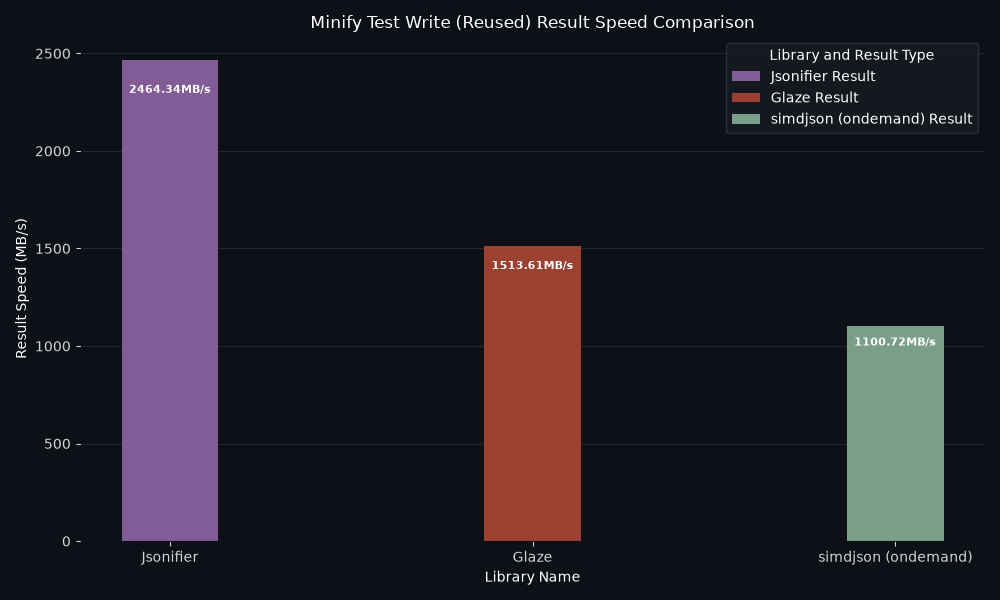 Minify Test Write (Reused) Result Speed Comparison
Library and Result Type
Jsonifier Result
Glaze Result
simdjson (ondemand) Result
Result Speed (MB/s)
2500
2000
1500
1000
500
0
2464.34MB/s
1513.61MB/s
1100.72MB/s
Jsonifier
Glaze
simdjson (ondemand)
Library Name